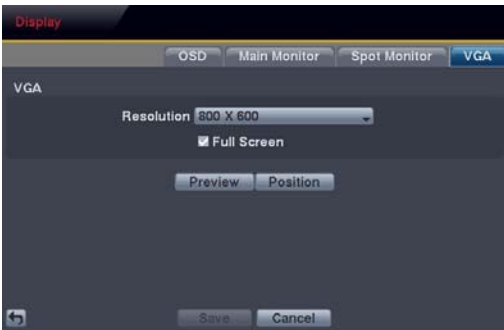 Display
OSD Main Monitor Spot Monitor VGA
VGA
Resolution 800 X 600
Full Screen
Preview Position
Save Cancel